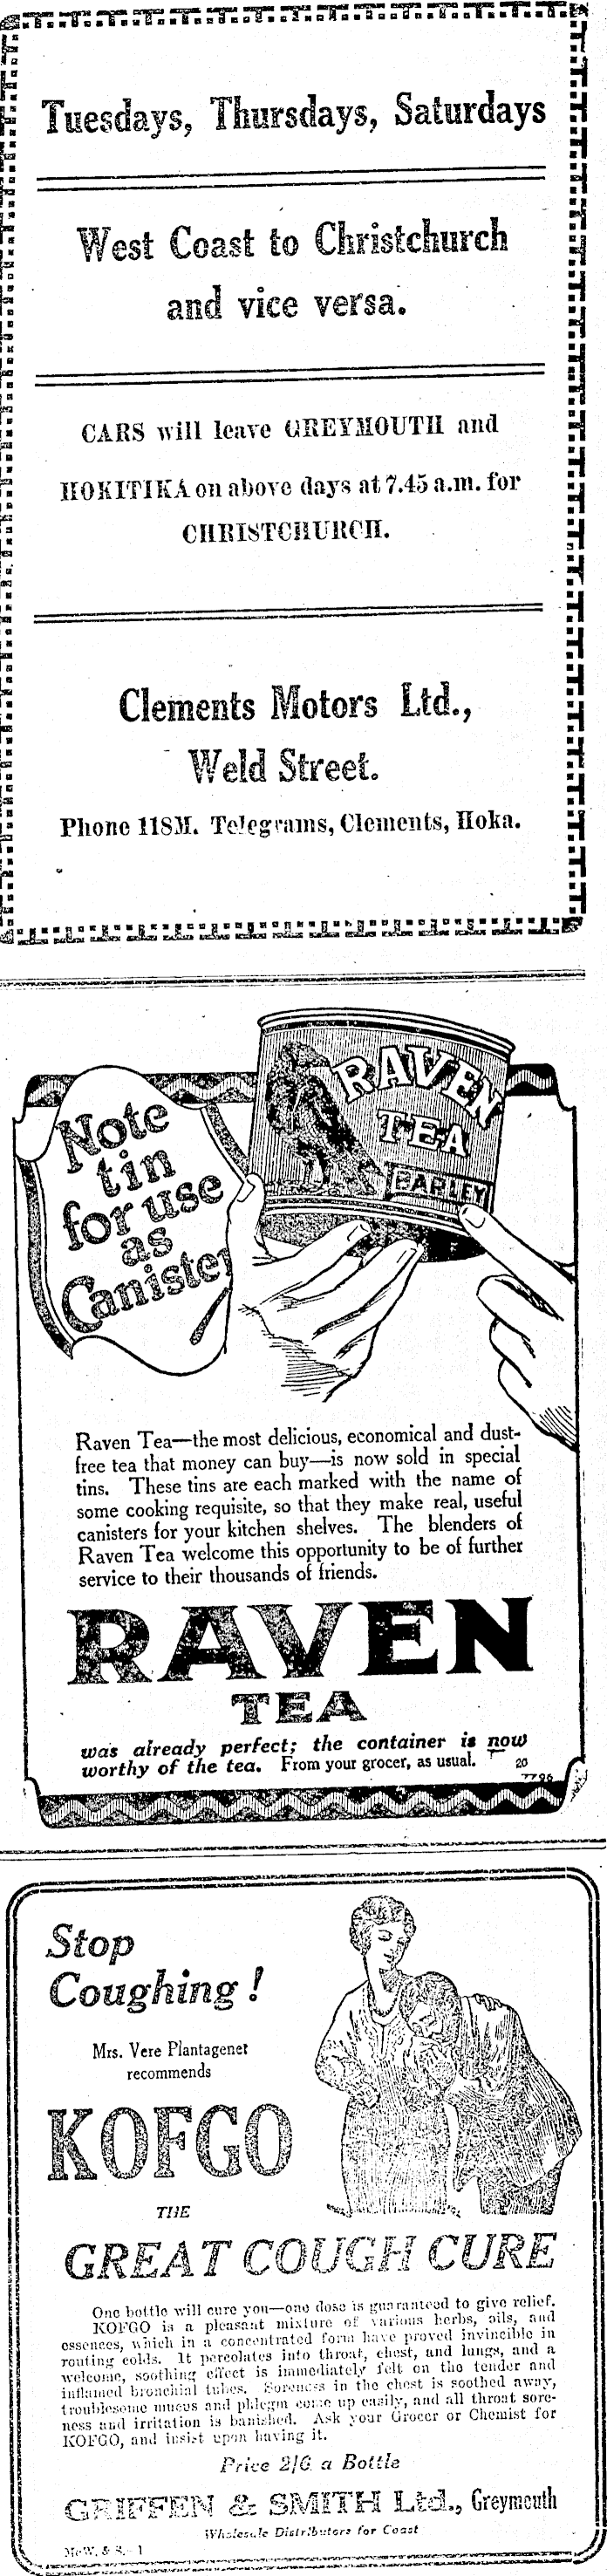 Tuesdays, Thursdays, Saturdays
West Coast to Christchurch
and vice versa.
CARS will leave GREYMOUTH and
HOKITIKA on above days at 7.45 a.m. for
CHRISTCHURCH.
Clements Motors Ltd.,
Weld Street.
Phone 118M. Telegrams, Clements, Hoka.
Note
tin
for use
as
Canister
RAVEN
TEA
BARLEY
Raven Tea—the most delicious, economical and dust-
free tea that money can buy—is now sold in special
tins. These tins are each marked with the name of
some cooking requisite, so that they make real, useful
canisters for your kitchen shelves. The blenders of
Raven Tea welcome this opportunity to be of further
service to their thousands of friends.
RAVEN
TEA
was already perfect; the container is now
worthy of the tea. From your grocer, as usual. 20
7796
Stop
Coughing!
Mrs. Vere Plantagenet
recommends
KOFGO
THE
GREAT COUGH CURE
One bottle will cure you—one dose is guaranteed to give relief.
KOFGO is a pleasant mixture of various herbs, oils, and
essences, which in a concentrated form have proved invincible in
routing colds. It percolates into throat, chest, and lungs, and a
welcome, soothing effect is immediately felt on the tender and
inflamed bronchial tubes. Soreness in the chest is soothed away,
troublesome mucus and phlegm come up easily, and all throat sore-
ness and irritation is banished. Ask your Grocer or Chemist for
KOFGO, and insist upon having it.
Price 2/6 a Bottle
GRIFFEN & SMITH Ltd., Greymouth
Wholesale Distributors for Coast
McW. & S.—1